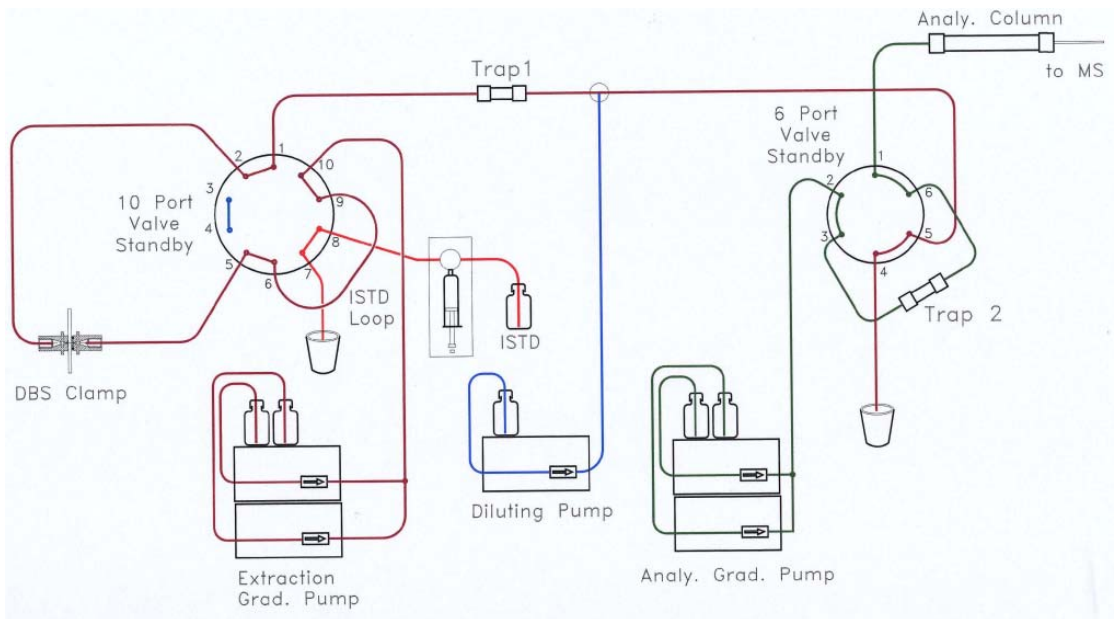 Analy. Column
to MS
Trap1
6 Port
Valve
Standby
1
2
3
4
5
6
Trap 2
10 Port
Valve
Standby
1
2
3
4
5
6
7
8
9
10
ISTD
Loop
ISTD
DBS Clamp
Extraction
Grad. Pump
Diluting Pump
Analy. Grad. Pump